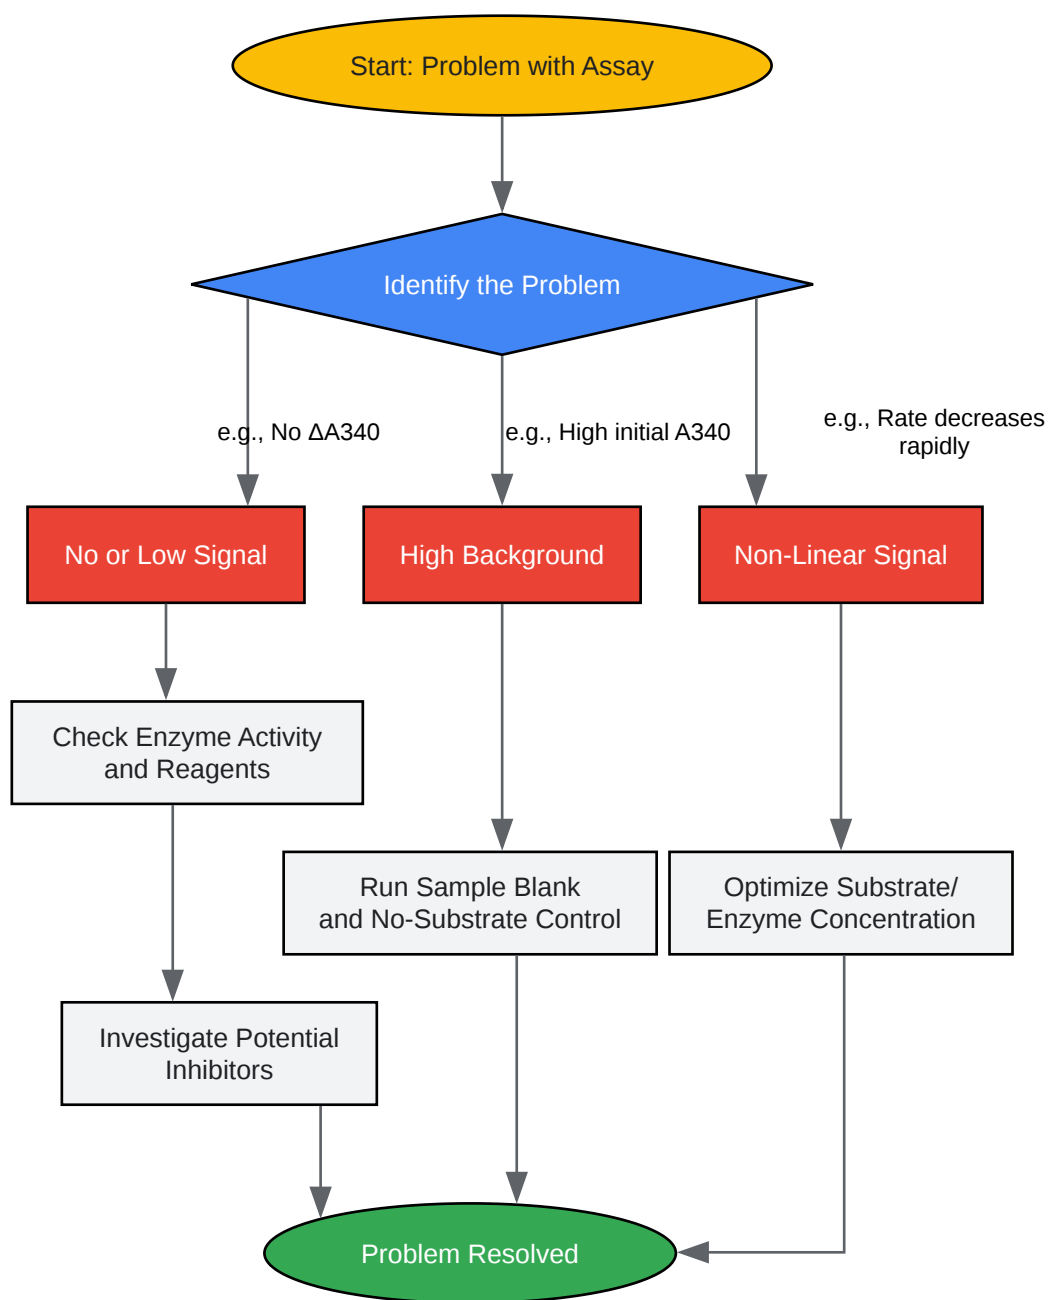 Start: Problem with Assay
Identify the Problem
e.g., No ΔA340
e.g., High initial A340
e.g., Rate decreases
rapidly
No or Low Signal
High Background
Non-Linear Signal
Check Enzyme Activity
and Reagents
Run Sample Blank
and No-Substrate Control
Optimize Substrate/
Enzyme Concentration
Investigate Potential
Inhibitors
Problem Resolved